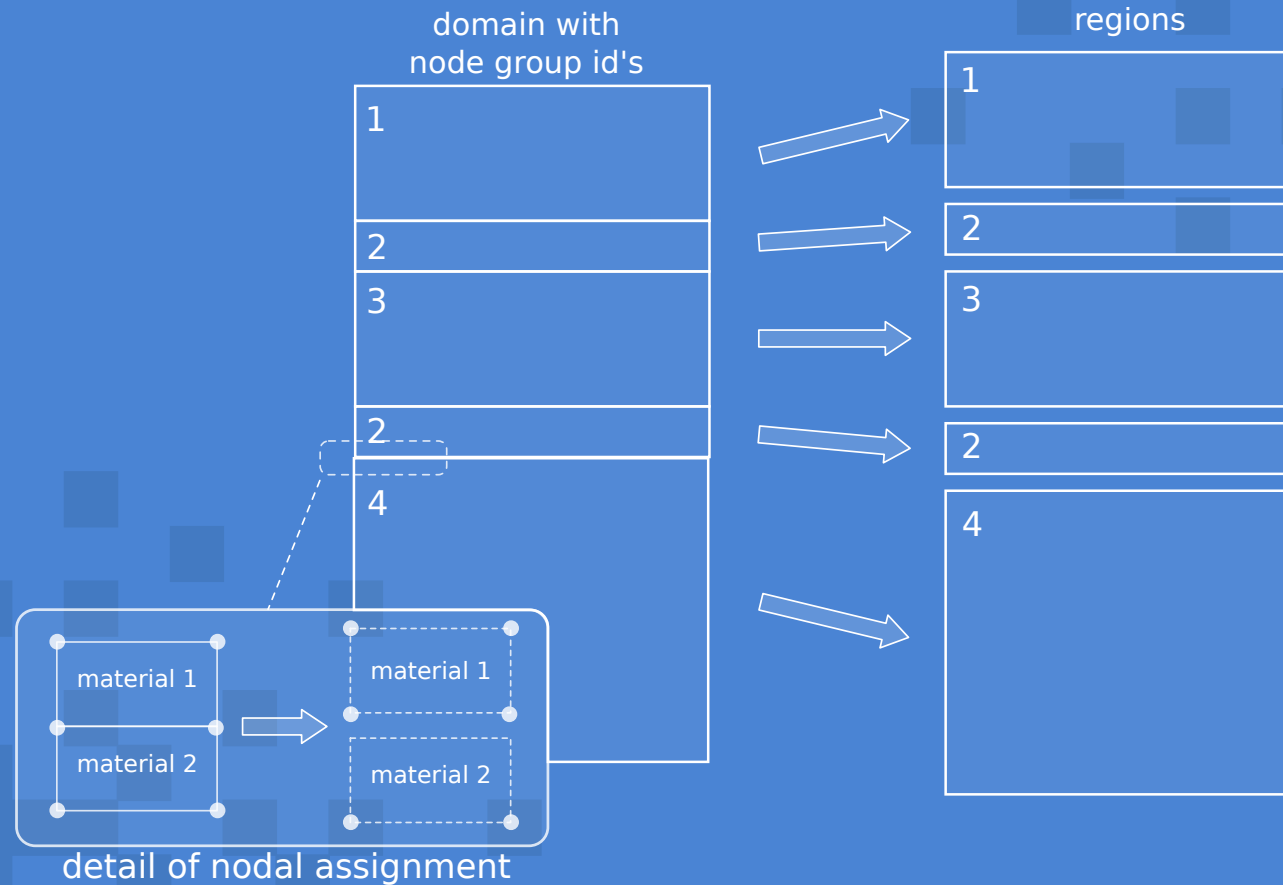 domain with
node group id's
1
2
3
2
4
regions
1
2
3
2
4
material 1
material 2
material 1
material 2
detail of nodal assignment